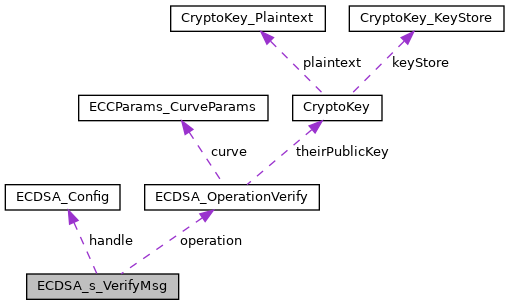 CryptoKey_Plaintext
CryptoKey_KeyStore
plaintext
keyStore
ECCParams_CurveParams
CryptoKey
curve
theirPublicKey
ECDSA_Config
ECDSA_OperationVerify
handle
operation
ECDSA_s_VerifyMsg